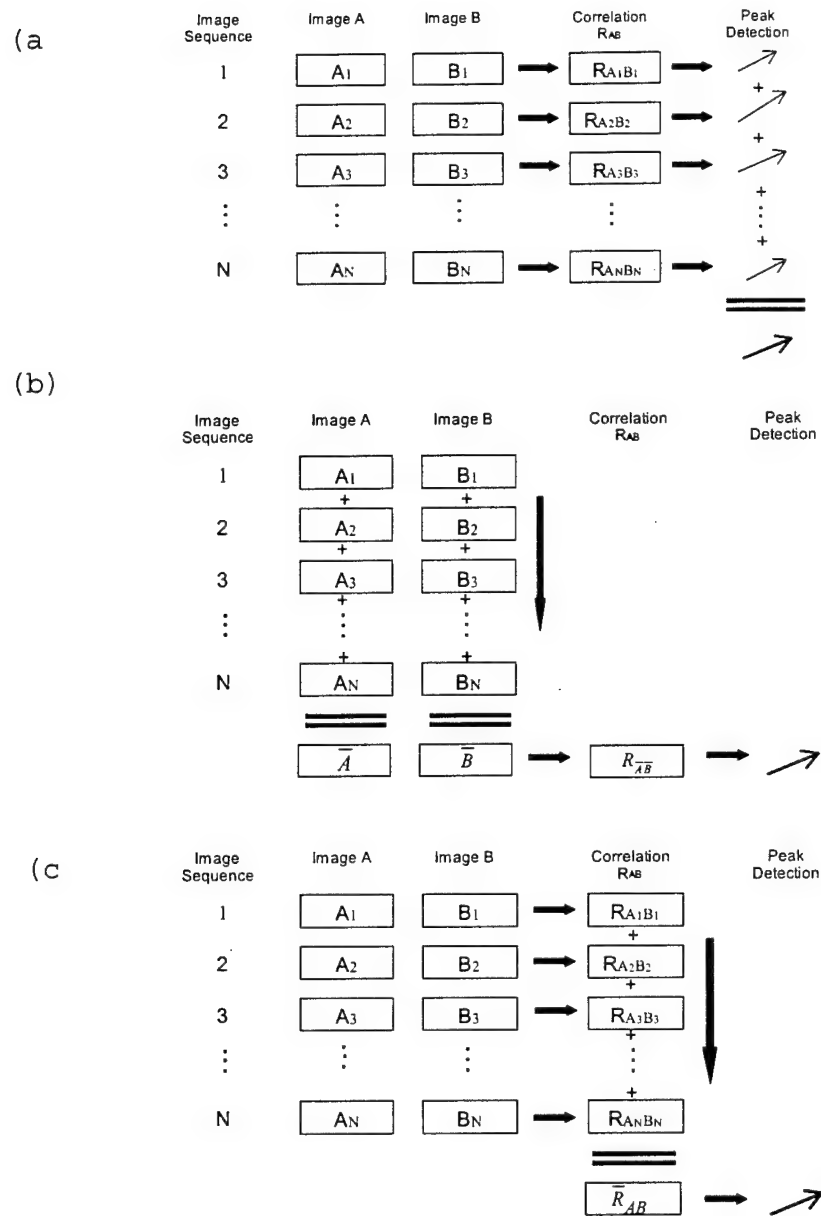 (a
Image Sequence Image A Image B Correlation RAB Peak Detection
1 A1 B1 RA1B1
+
2 A2 B2 RA2B2
+
3 A3 B3 RA3B3
+
⋮ ⋮ ⋮ ⋮ ⋮
+
N AN BN RANBN
(b)
Image Sequence Image A Image B Correlation RAB Peak Detection
1 A1 B1
+ +
2 A2 B2
+ +
3 A3 B3
+ +
⋮ ⋮ ⋮
+ +
N AN BN
A̅ B̅ RA̅B̅
(c
Image Sequence Image A Image B Correlation RAB Peak Detection
1 A1 B1 RA1B1
+
2 A2 B2 RA2B2
+
3 A3 B3 RA3B3
+
⋮ ⋮ ⋮ ⋮
+
N AN BN RANBN
R̅AB